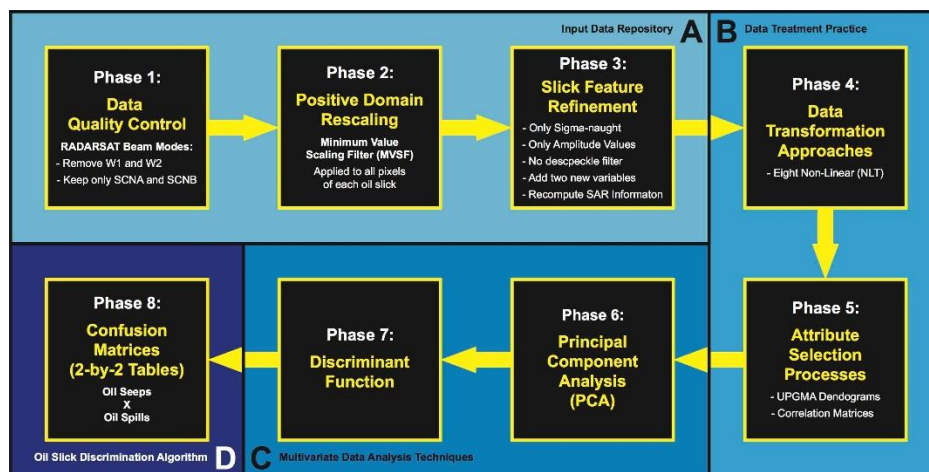 Input Data Repository A
Phase 1:
Data
Quality Control
RADARSAT Beam Modes:
- Remove W1 and W2
- Keep only SCNA and SCNB
Phase 2:
Positive Domain
Rescaling
Minimum Value
Scaling Filter (MVSF)
Applied to all pixels
of each oil slick
Phase 3:
Slick Feature
Refinement
- Only Sigma-naught
- Only Amplitude Values
- No descpeckle filter
- Add two new variables
- Recompute SAR Informaton
B Data Treatment Practice
Phase 4:
Data
Transformation
Approaches
- Eight Non-Linear (NLT)
Phase 5:
Attribute
Selection
Processes
- UPGMA Dendograms
- Correlation Matrices
Phase 6:
Principal
Component
Analysis
(PCA)
Phase 7:
Discriminant
Function
C Multivariate Data Analysis Techniques
Phase 8:
Confusion
Matrices
(2-by-2 Tables)
Oil Seeps
X
Oil Spills
Oil Slick Discrimination Algorithm D